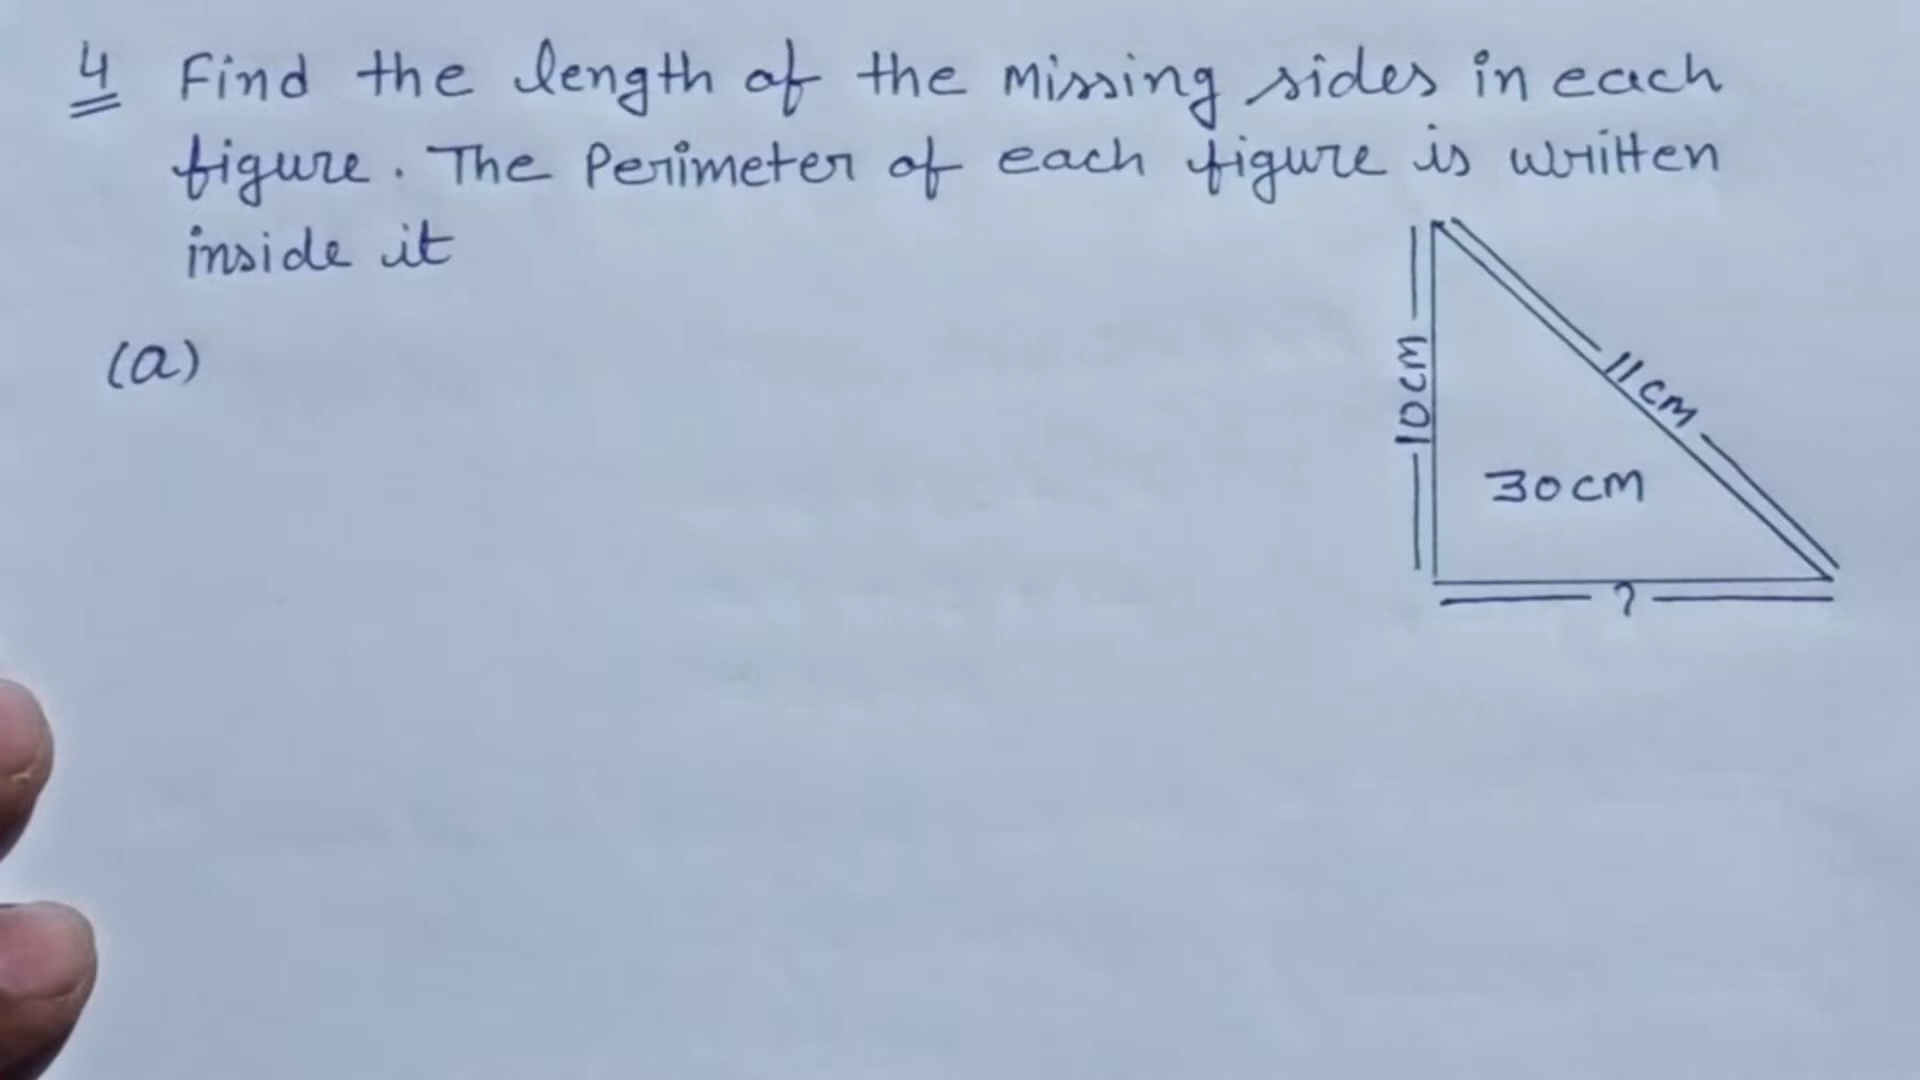 4 Find the length of the missing sides in each
figure. The Perimeter of each figure is written
inside it
(a)
10cm
11cm
30cm
?